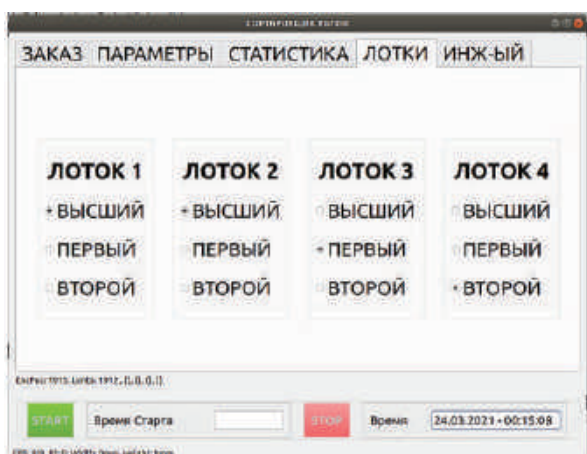 ЗАКАЗ ПАРАМЕТРЫ СТАТИСТИКА ЛОТКИ ИНЖ-ЫЙ
ЛОТОК 1 ЛОТОК 2 ЛОТОК 3 ЛОТОК 4
ВЫСШИЙ ВЫСШИЙ ВЫСШИЙ ВЫСШИЙ
ПЕРВЫЙ ПЕРВЫЙ ПЕРВЫЙ ПЕРВЫЙ
ВТОРОЙ ВТОРОЙ ВТОРОЙ ВТОРОЙ
START Время Старта STOP Время 24.03.2021 - 00:15:08